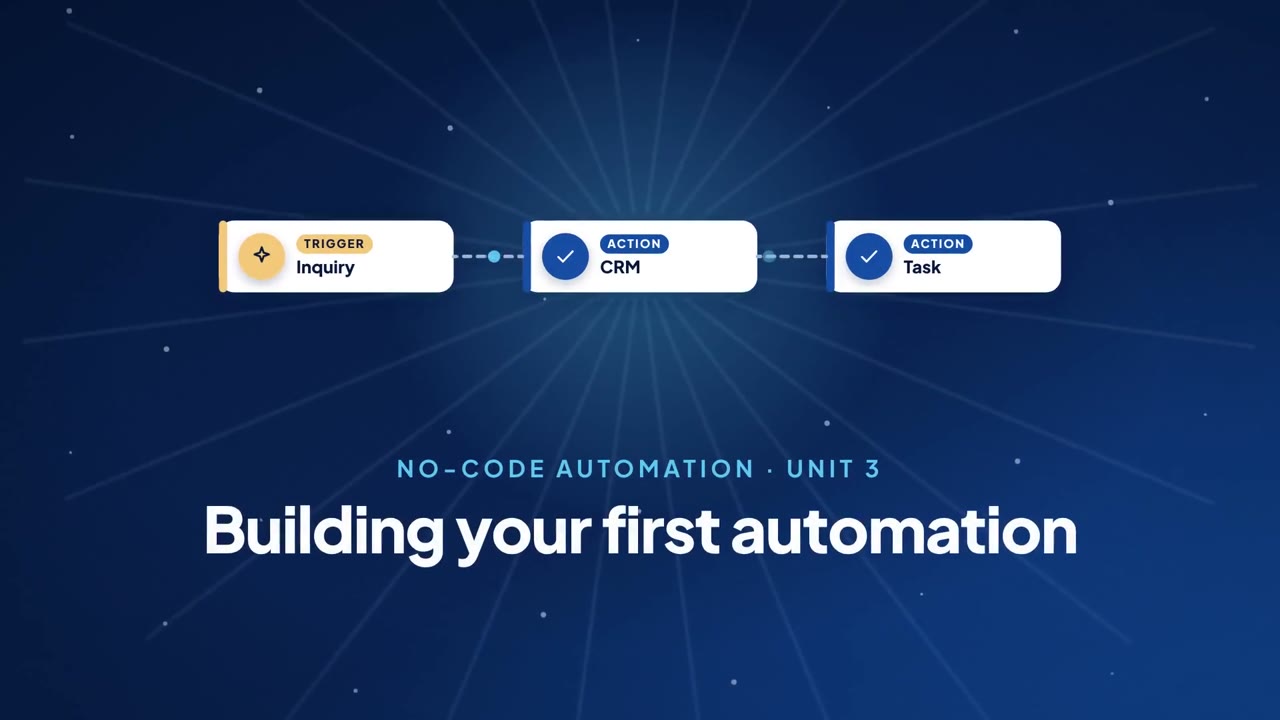 TRIGGER
Inquiry
ACTION
CRM
ACTION
Task
NO-CODE AUTOMATION · UNIT 3
Building your first automation